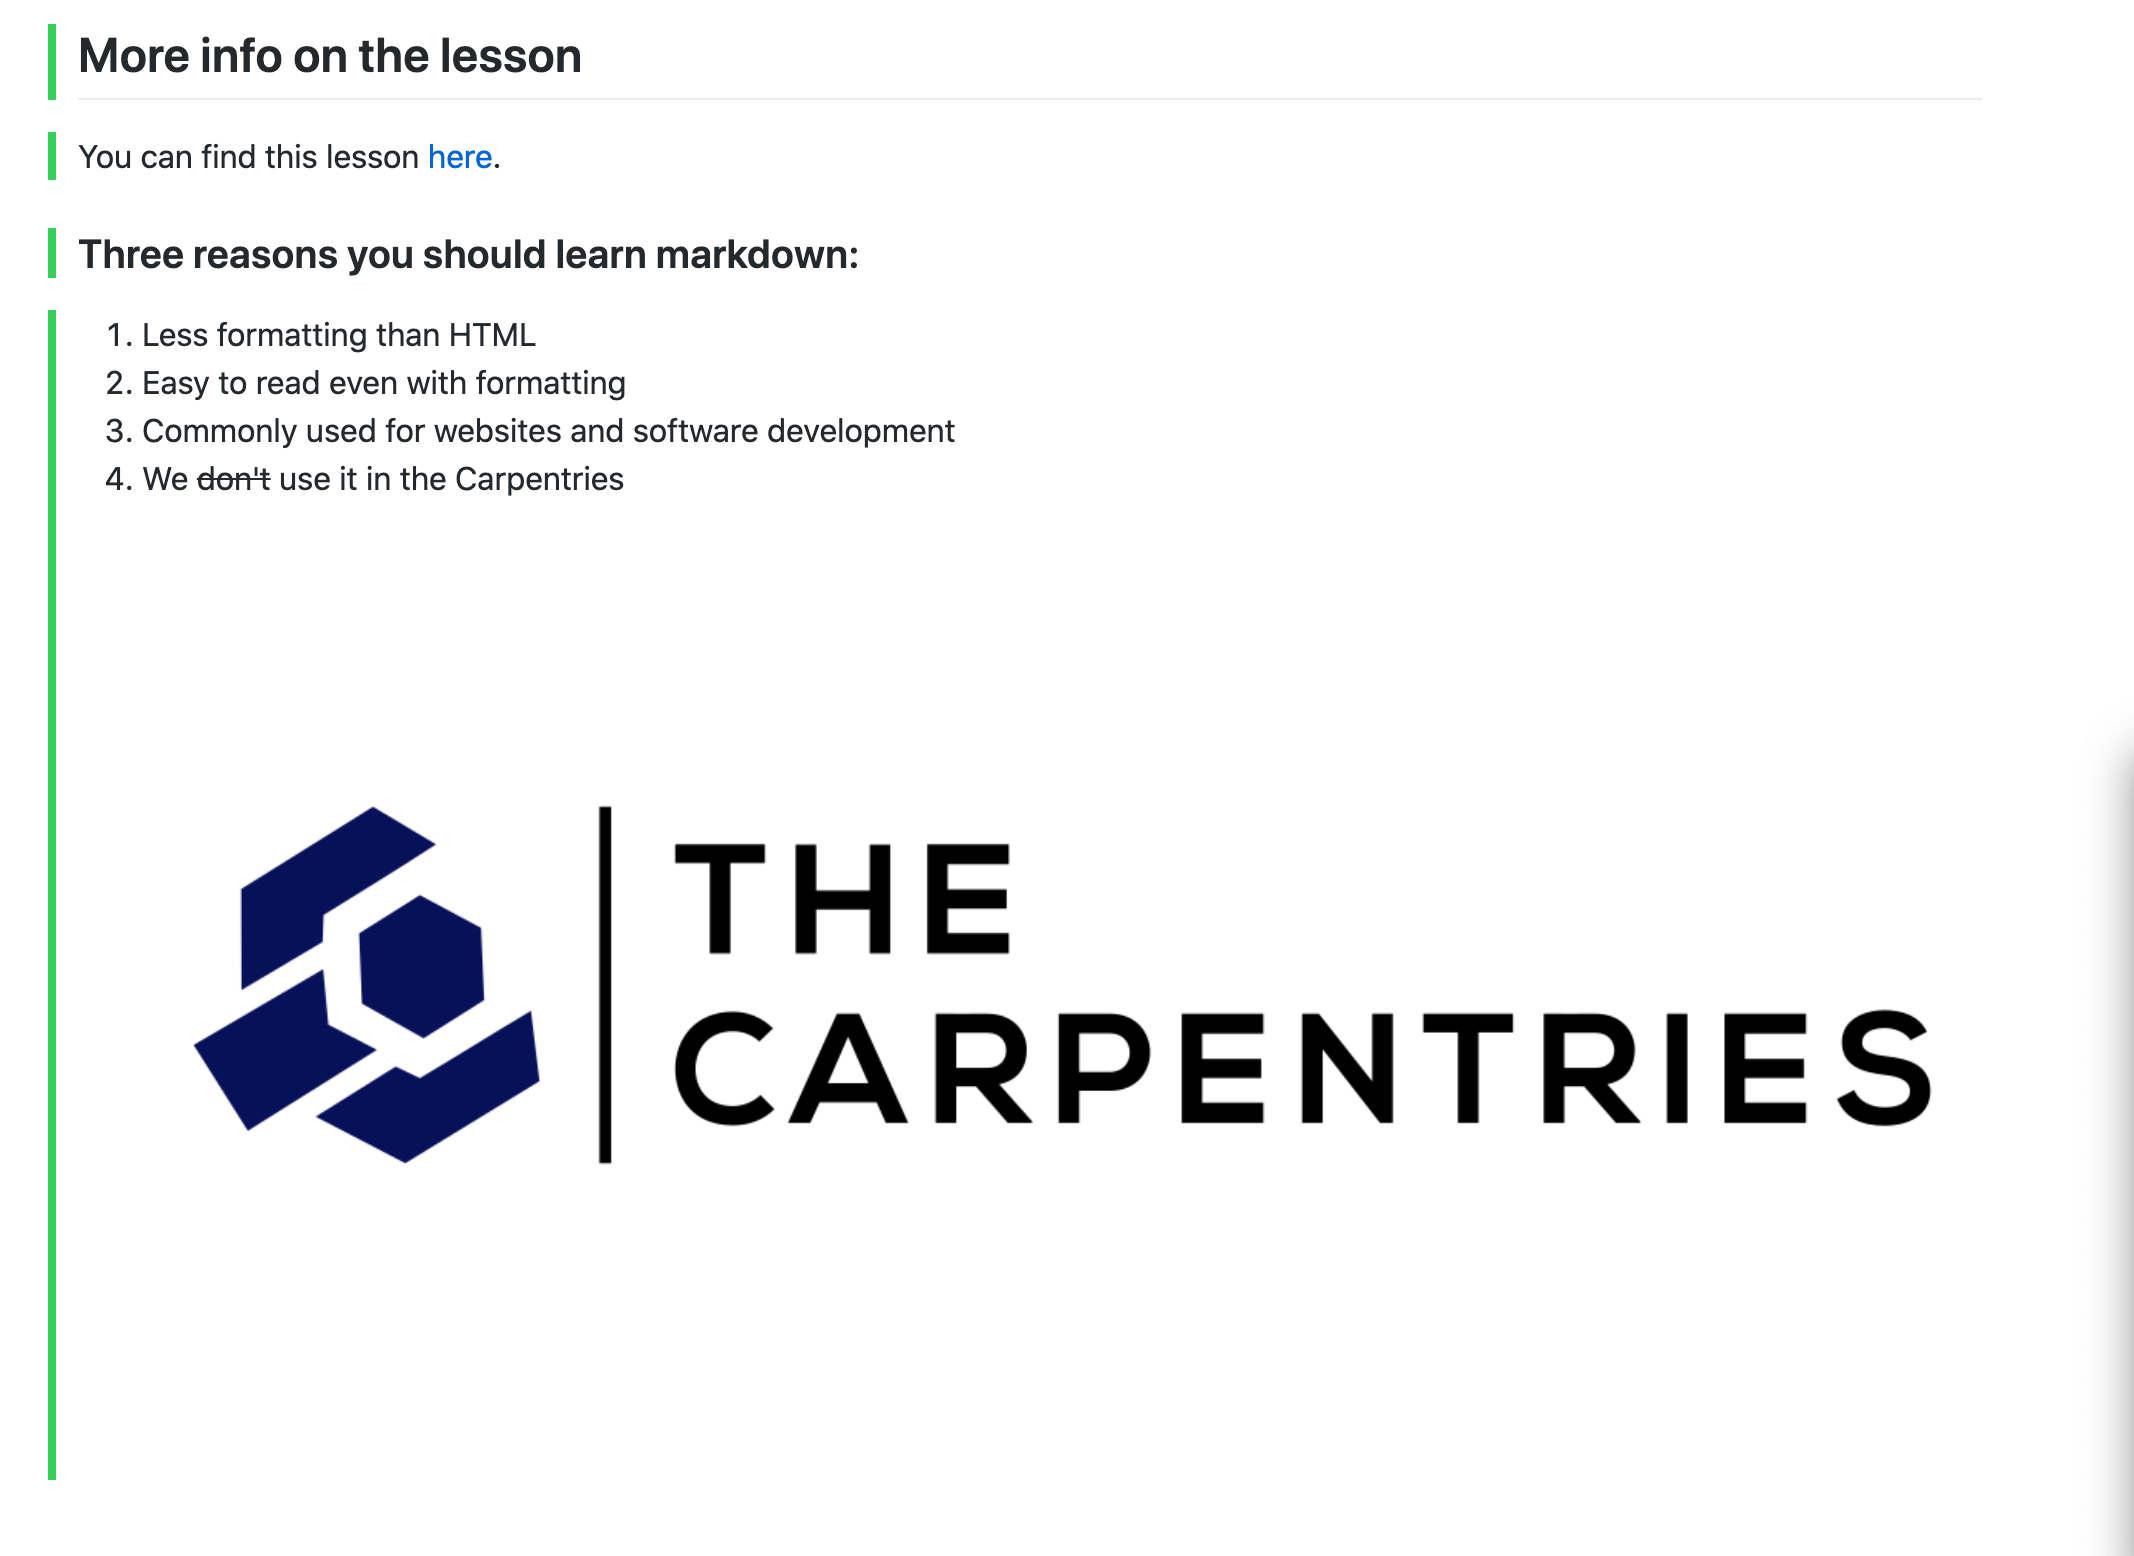 More info on the lesson
You can find this lesson here.
Three reasons you should learn markdown:
1. Less formatting than HTML
2. Easy to read even with formatting
3. Commonly used for websites and software development
4. We don't use it in the Carpentries
THE
CARPENTRIES